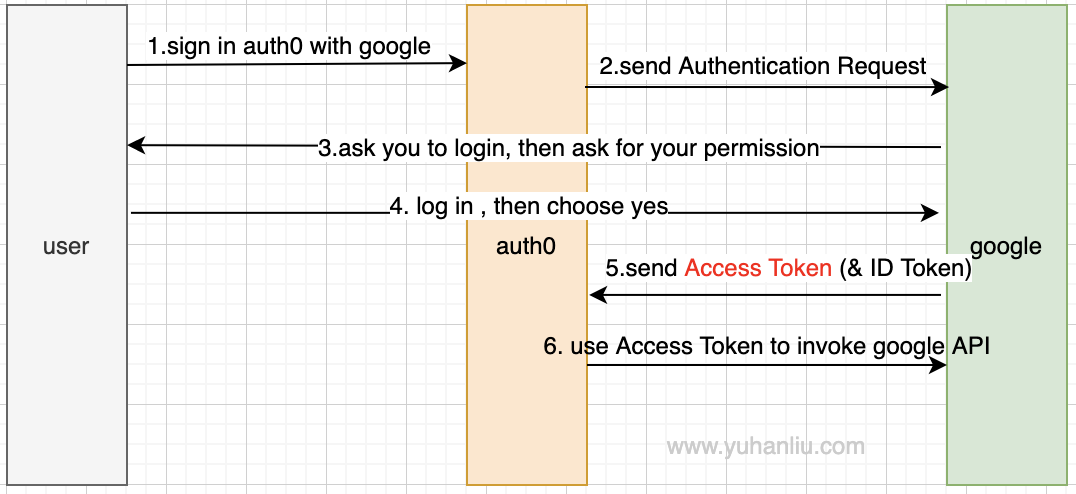 1.sign in auth0 with google
2.send Authentication Request
3.ask you to login, then ask for your permission
4. log in , then choose yes
user
auth0
google
5.send Access Token (& ID Token)
6. use Access Token to invoke google API
www.yuhanliu.com